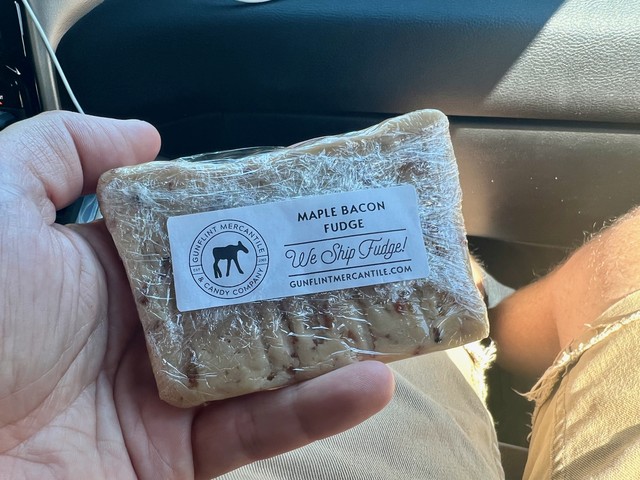 GUNFLINT MERCANTILE
& CANDY COMPANY
MAPLE BACON
FUDGE
We Ship Fudge!
GUNFLINTMERCANTILE.COM